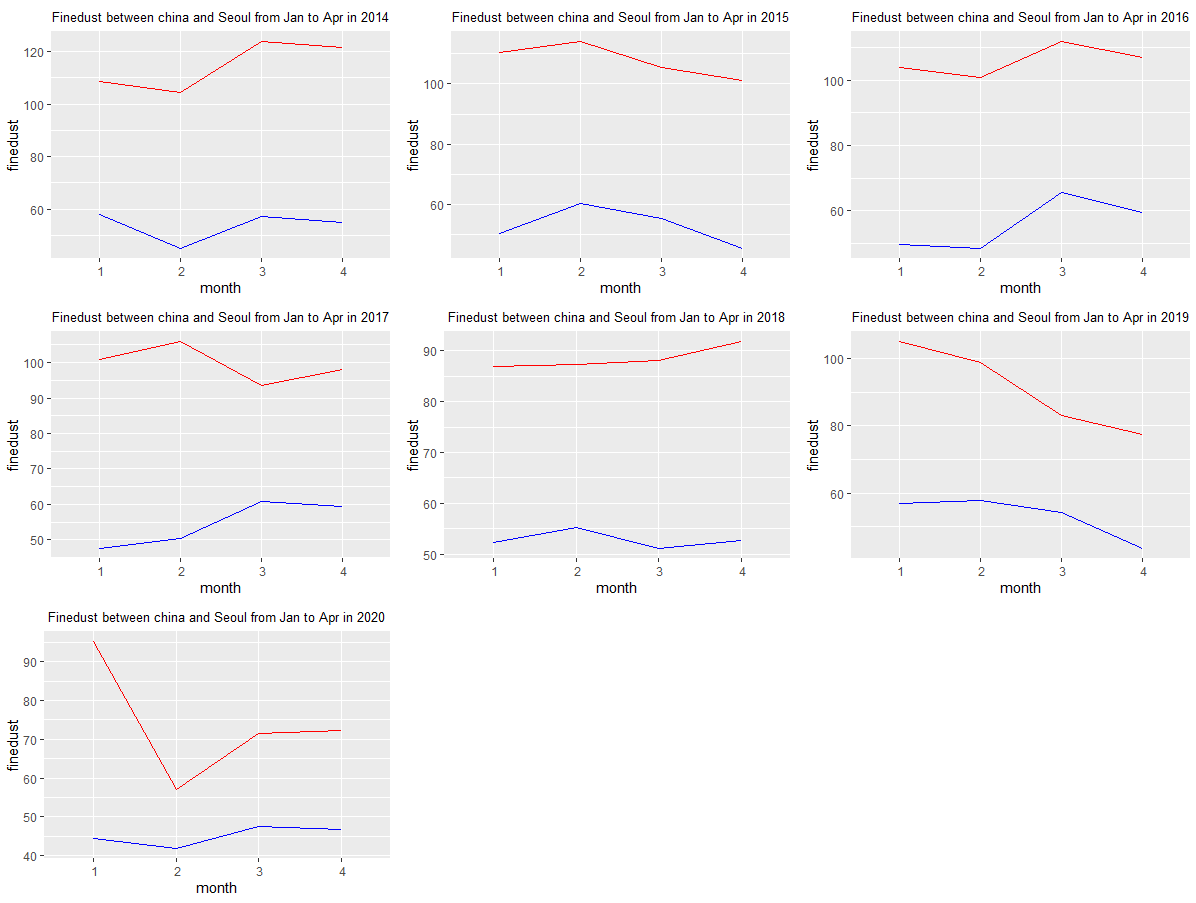 Finedust between china and Seoul from Jan to Apr in 2014
120
100
80
60
finedust
1 2 3 4
month
Finedust between china and Seoul from Jan to Apr in 2015
100
80
60
finedust
1 2 3 4
month
Finedust between china and Seoul from Jan to Apr in 2016
100
80
60
finedust
1 2 3 4
month
Finedust between china and Seoul from Jan to Apr in 2017
100
90
80
70
60
50
finedust
1 2 3 4
month
Finedust between china and Seoul from Jan to Apr in 2018
90
80
70
60
50
finedust
1 2 3 4
month
Finedust between china and Seoul from Jan to Apr in 2019
100
80
60
finedust
1 2 3 4
month
Finedust between china and Seoul from Jan to Apr in 2020
90
80
70
60
50
40
finedust
1 2 3 4
month